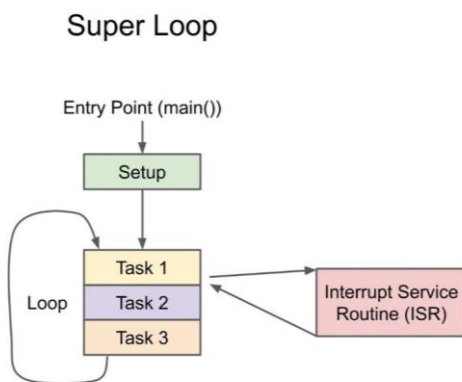 Super Loop
Entry Point (main())
Setup
Task 1
Task 2
Task 3
Loop
Interrupt Service
Routine (ISR)